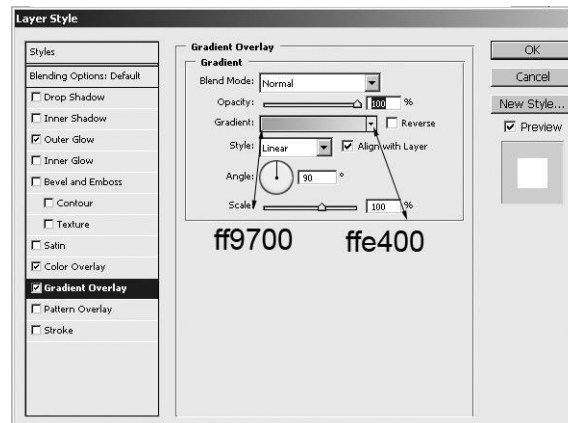 Layer Style
Styles
Blending Options: Default
Drop Shadow
Inner Shadow
Outer Glow
Inner Glow
Bevel and Emboss
Contour
Texture
Satin
Color Overlay
Gradient Overlay
Pattern Overlay
Stroke
Gradient Overlay
Gradient
Blend Mode: Normal
Opacity: 100 %
Gradient: Reverse
Style: Linear Align with Layer
Angle: 90 °
Scale: 100 %
ff9700 ffe400
OK
Cancel
New Style...
Preview